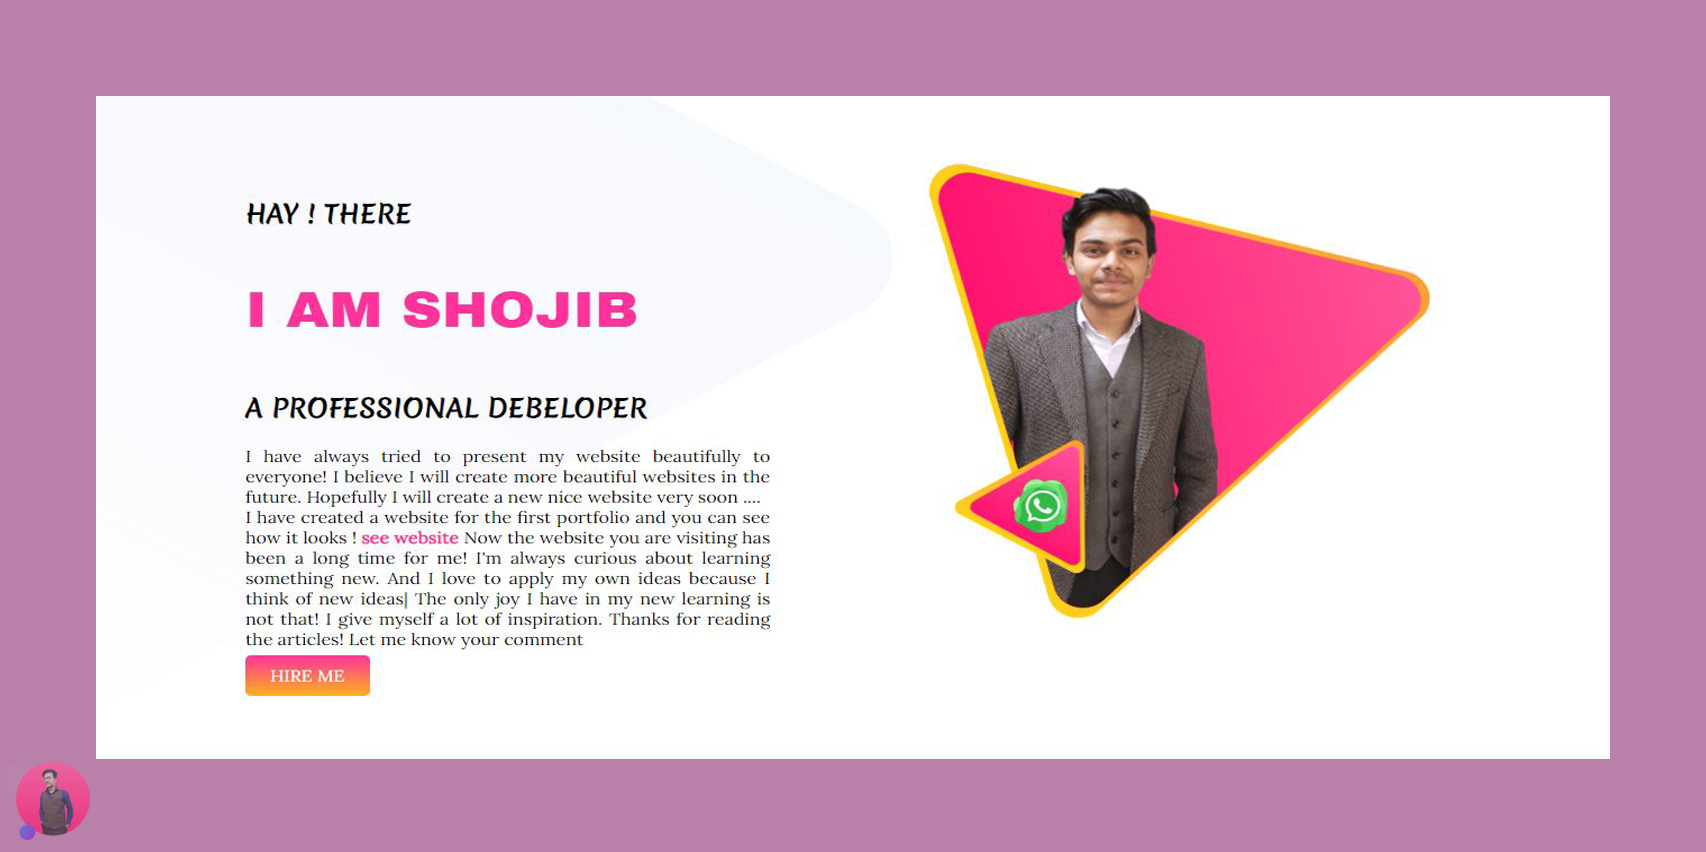 HAY ! THERE
I AM SHOJIB
A PROFESSIONAL DEBELOPER
I have always tried to present my website beautifully to
everyone! I believe I will create more beautiful websites in the
future. Hopefully I will create a new nice website very soon ....
I have created a website for the first portfolio and you can see
how it looks ! see website Now the website you are visiting has
been a long time for me! I'm always curious about learning
something new. And I love to apply my own ideas because I
think of new ideas| The only joy I have in my new learning is
not that! I give myself a lot of inspiration. Thanks for reading
the articles! Let me know your comment
HIRE ME